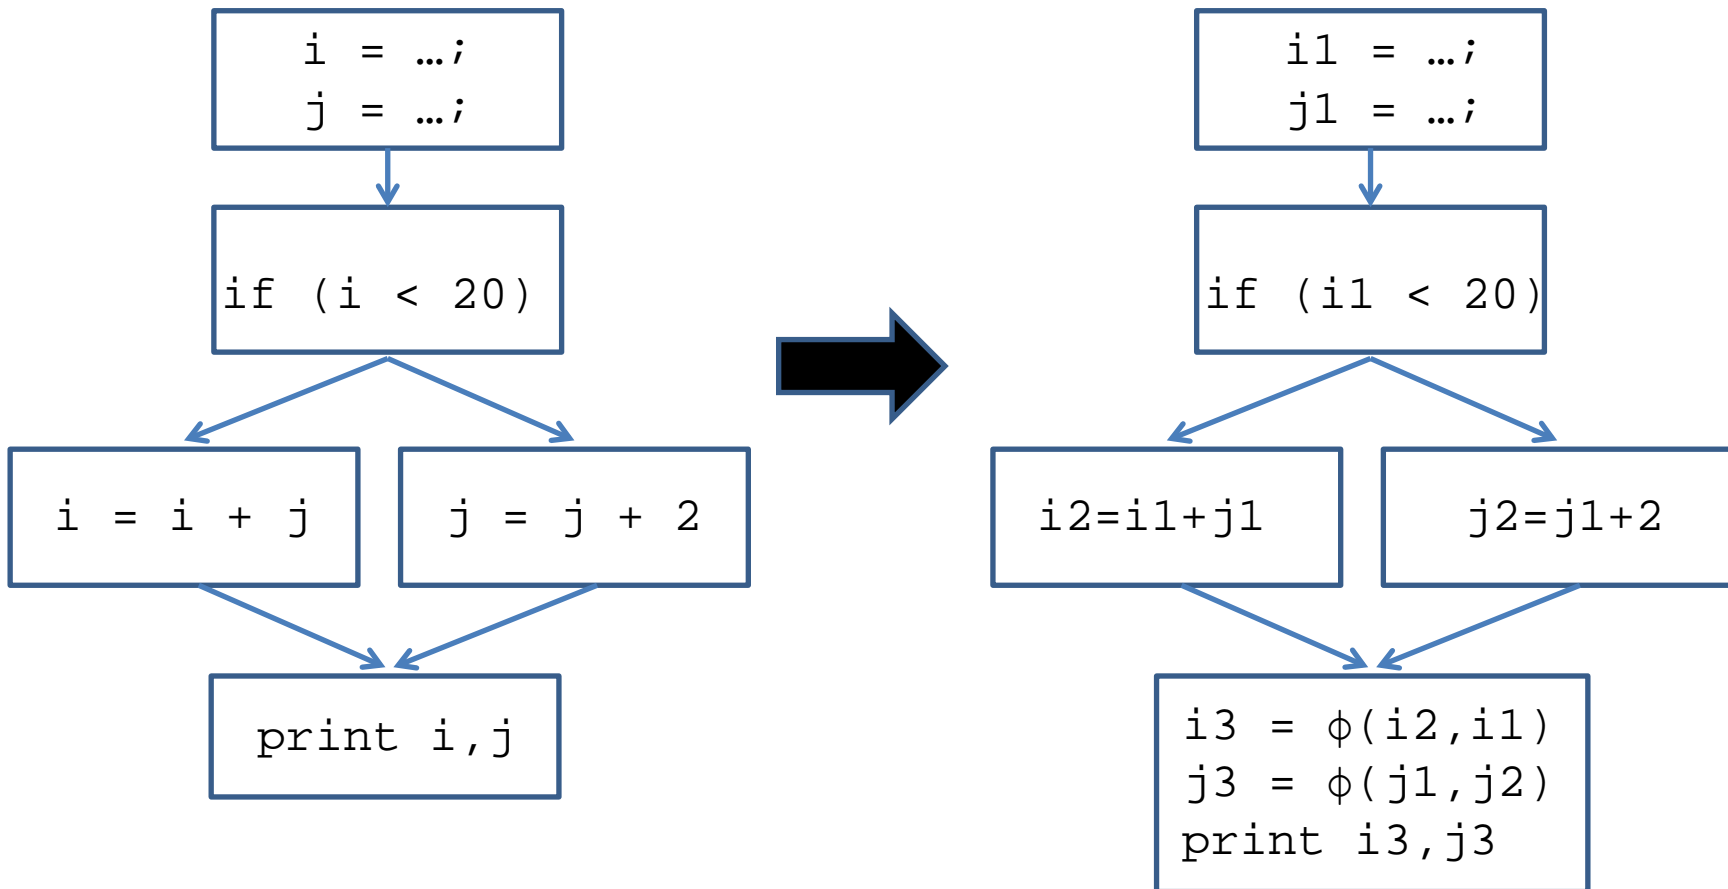 i = …;
j = …;
if (i < 20)
i = i + j
j = j + 2
print i,j
i1 = …;
j1 = …;
if (i1 < 20)
i2=i1+j1
j2=j1+2
i3 = ϕ(i2,i1)
j3 = ϕ(j1,j2)
print i3,j3